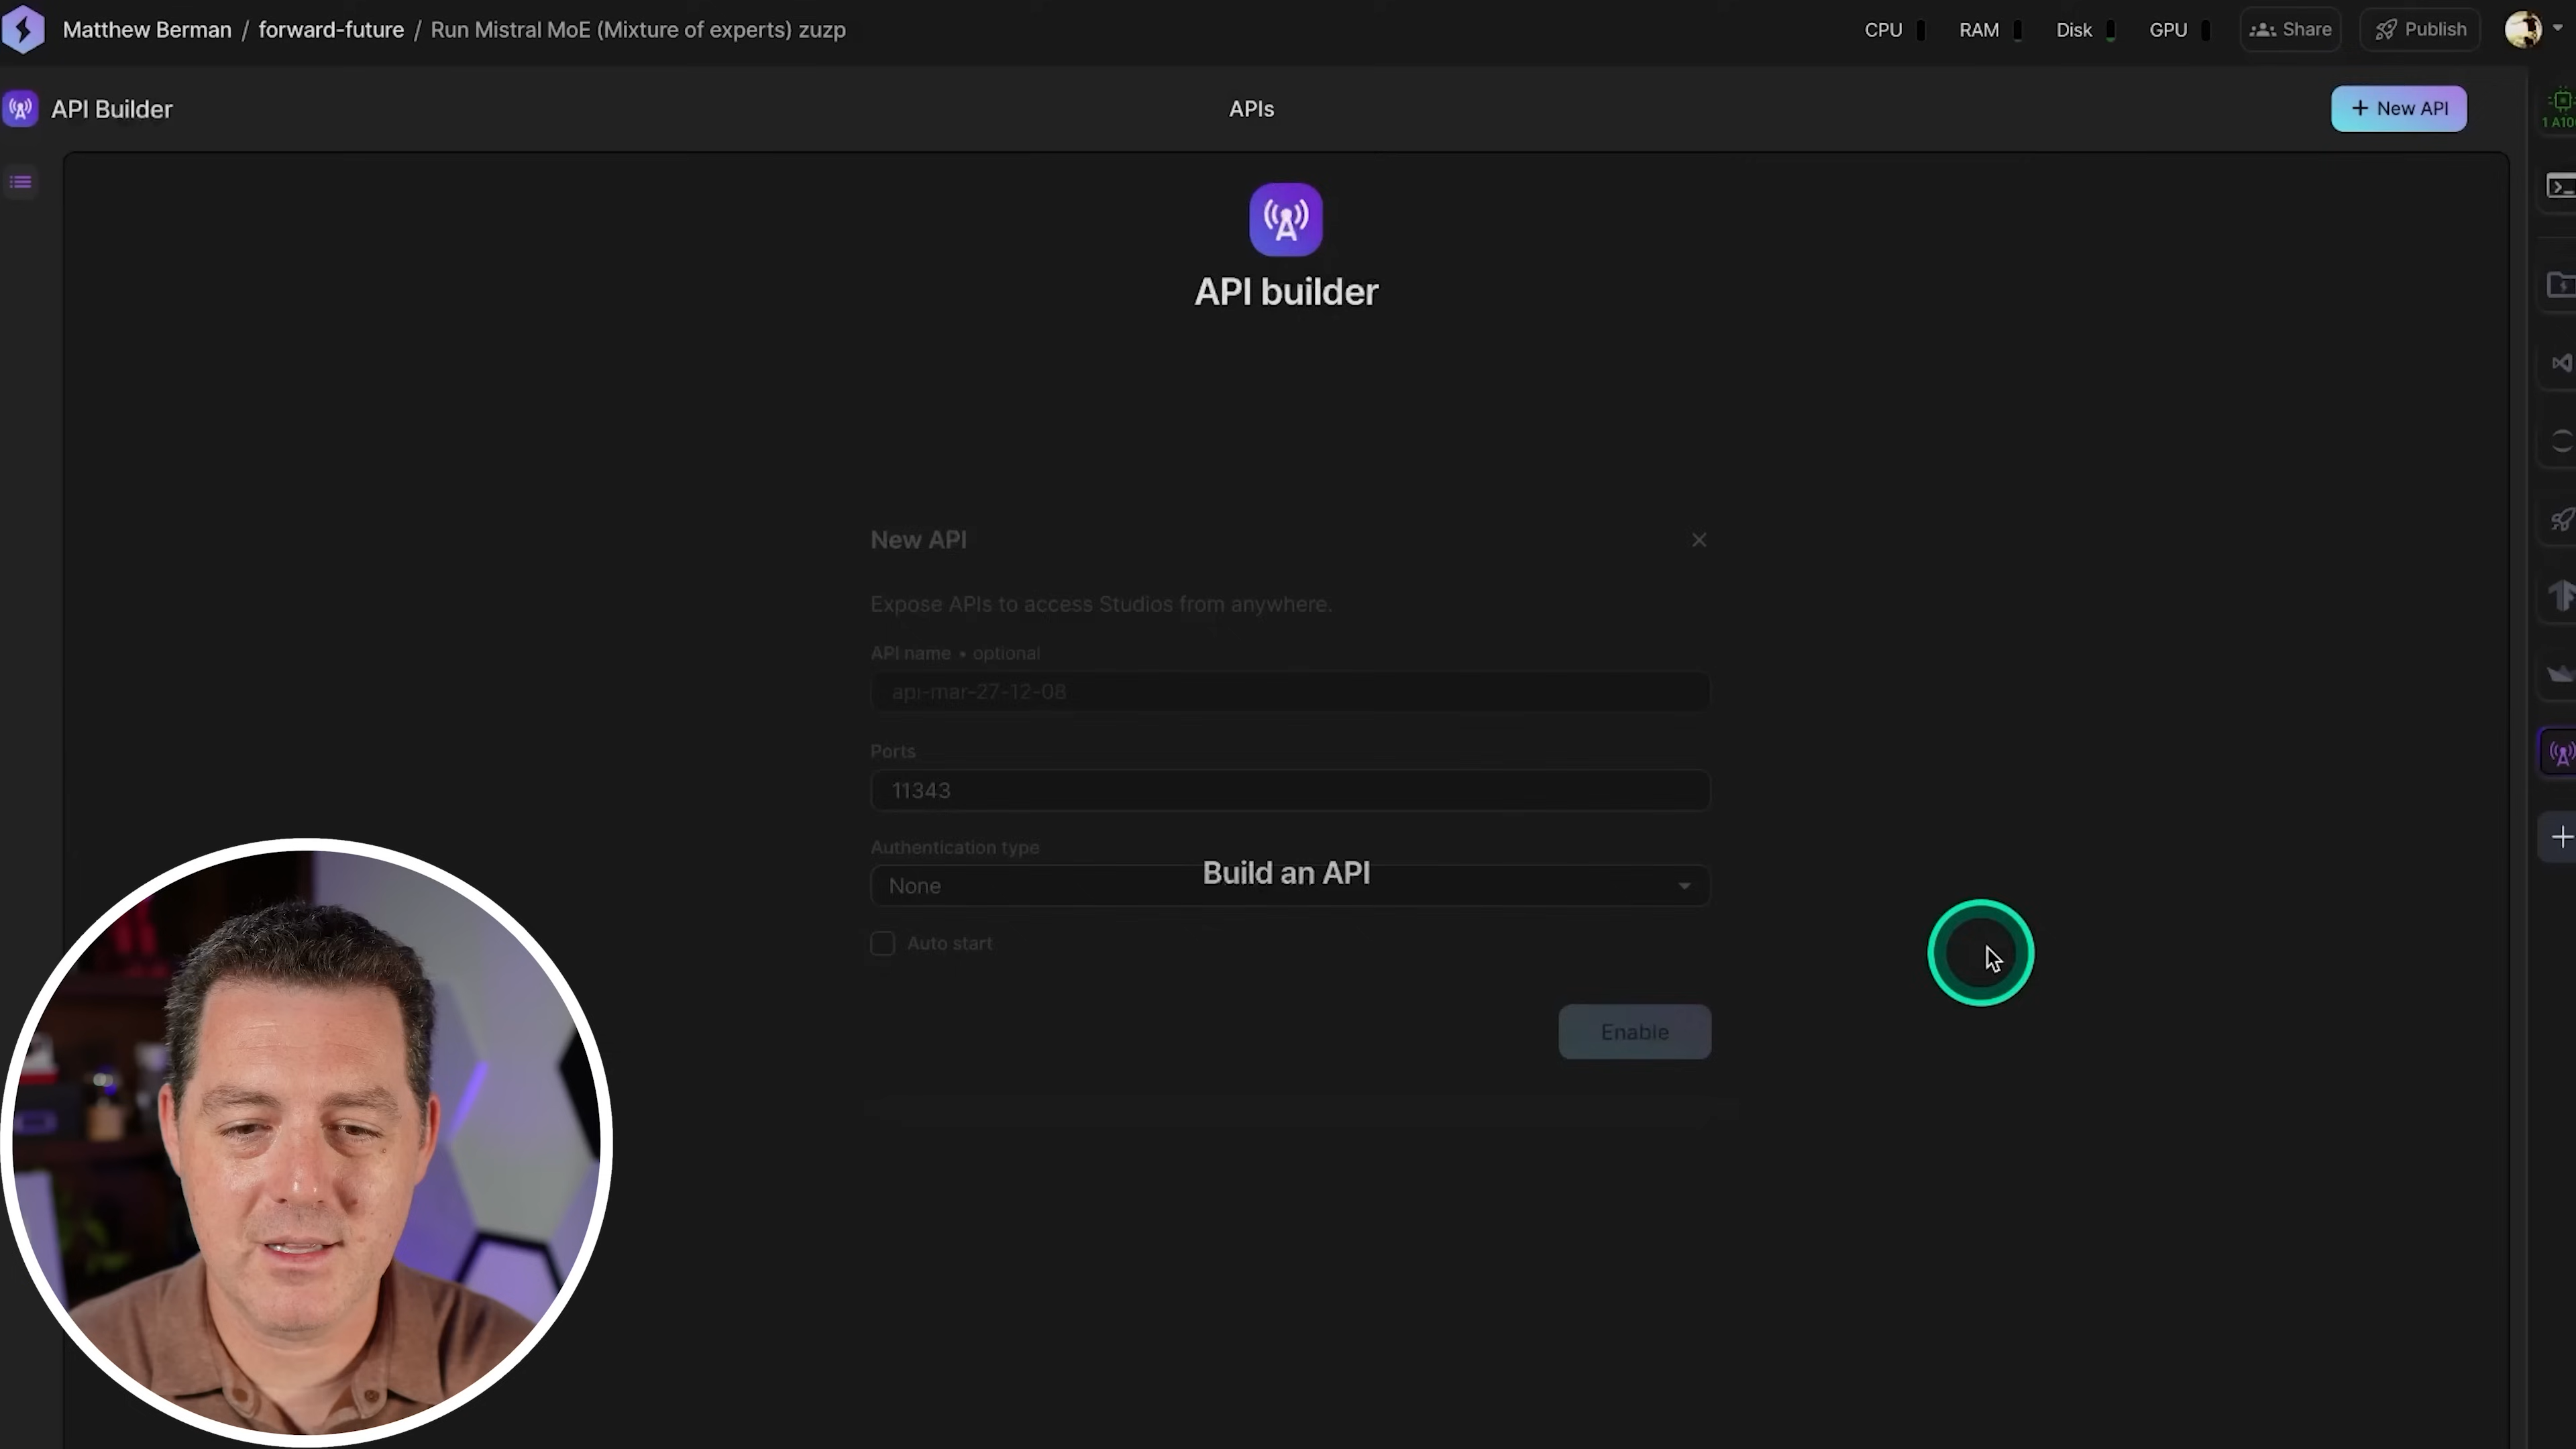 Matthew Berman / forward-future / Run Mistral MoE (Mixture of experts) zuzp
CPU RAM Disk GPU Share Publish
API Builder
APIs
+ New API
1 A10
API builder
New API
Expose APIs to access Studios from anywhere.
API name • optional
api-mar-27-12-08
Ports
11343
Authentication type
None
Build an API
Auto start
Enable